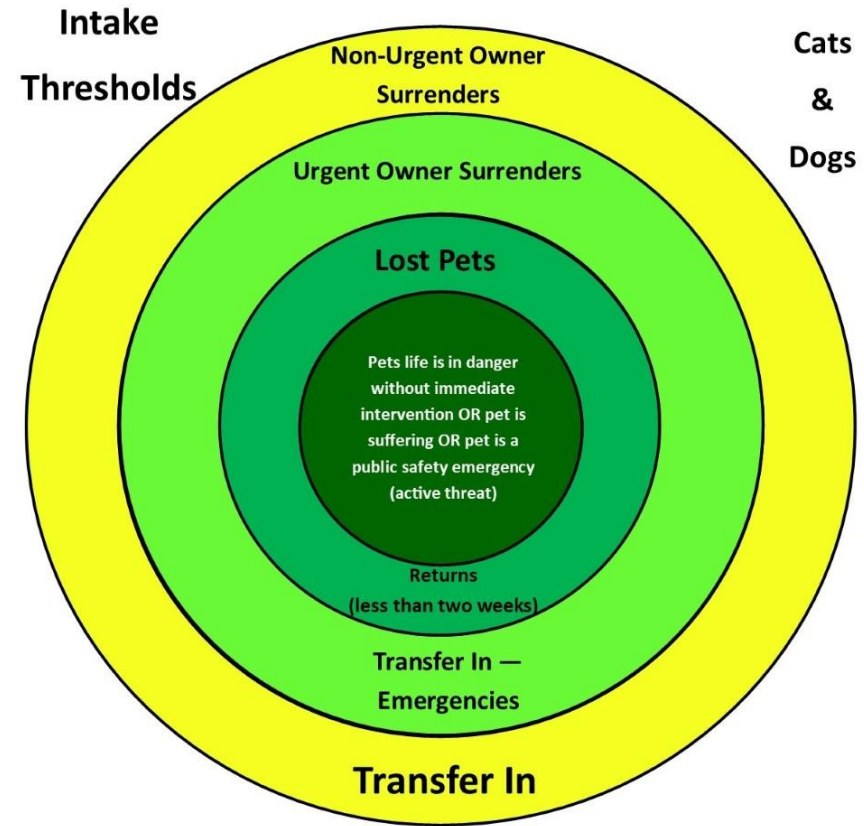 Intake
Thresholds
Cats
&
Dogs
Non-Urgent Owner
Surrenders
Urgent Owner Surrenders
Lost Pets
Pets life is in danger
without immediate
intervention OR pet is
suffering OR pet is a
public safety emergency
(active threat)
Returns
(less than two weeks)
Transfer In —
Emergencies
Transfer In